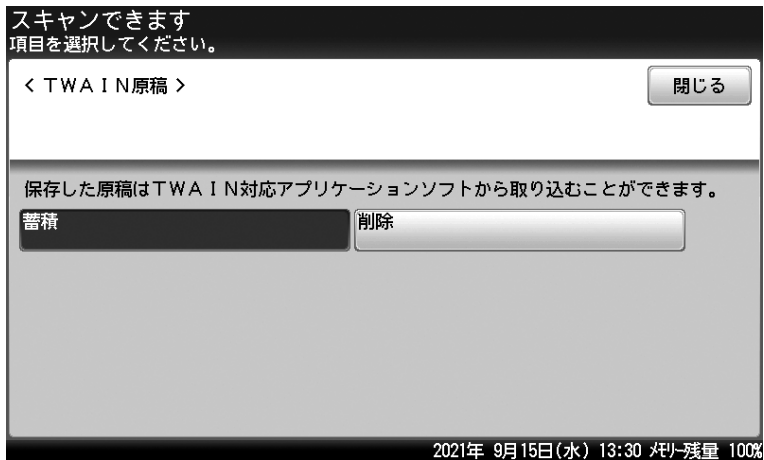 スキャンできます
項目を選択してください。
< TWAIN原稿 >
閉じる
保存した原稿はTWAIN対応アプリケーションソフトから取り込むことができます。
蓄積
削除
2021年 9月15日(水) 13:30 ﾒﾓﾘｰ残量 100%